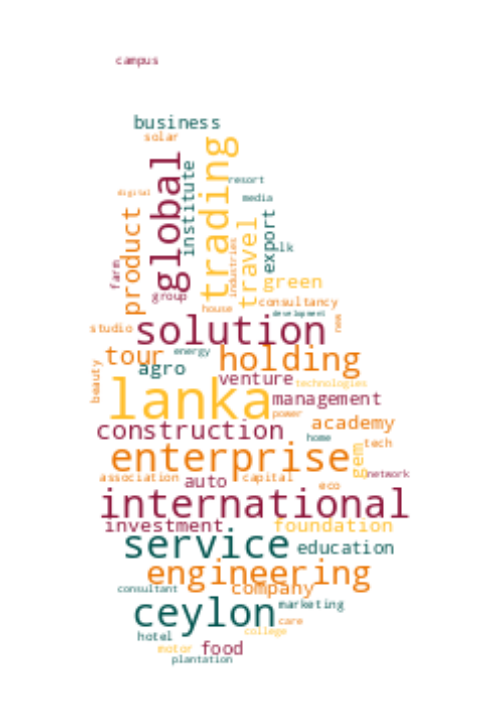 campus
business
solar
trading
global
institute
resort
digital
media
product
travel
export
lk
industries
farm
green
group
consultancy
house
development
new
studio
solution
tour
energy
holding
agro
beauty
venture
technologies
lanka
management
power
academy
construction
home
tech
enterprise
gem
network
association
capital
auto
eco
international
investment
foundation
service
education
engineering
company
consultant
ceylon
marketing
care
college
hotel
motor
food
plantation